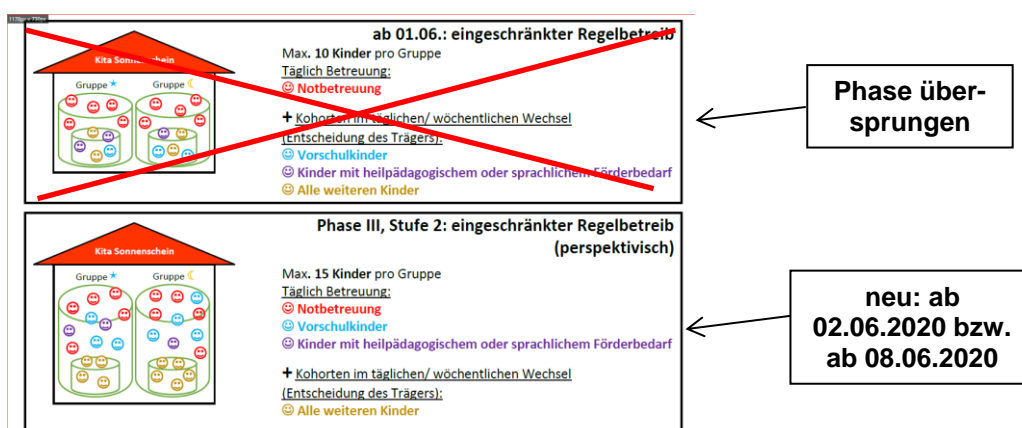 ab 01.06.: eingeschränkter Regelbetreib
Kita Sonnenschein
Gruppe
Gruppe
Max. 10 Kinder pro Gruppe
Täglich Betreuung:
Notbetreuung
+ Kohorten im täglichen/ wöchentlichen Wechsel
(Entscheidung des Trägers):
Vorschulkinder
Kinder mit heilpädagogischem oder sprachlichem Förderbedarf
Alle weiteren Kinder
Phase über-
sprungen
Phase III, Stufe 2: eingeschränkter Regelbetreib
(perspektivisch)
Kita Sonnenschein
Gruppe
Gruppe
Max. 15 Kinder pro Gruppe
Täglich Betreuung:
Notbetreuung
Vorschulkinder
Kinder mit heilpädagogischem oder sprachlichem Förderbedarf
+ Kohorten im täglichen/ wöchentlichen Wechsel
(Entscheidung des Trägers):
Alle weiteren Kinder
neu: ab
02.06.2020 bzw.
ab 08.06.2020